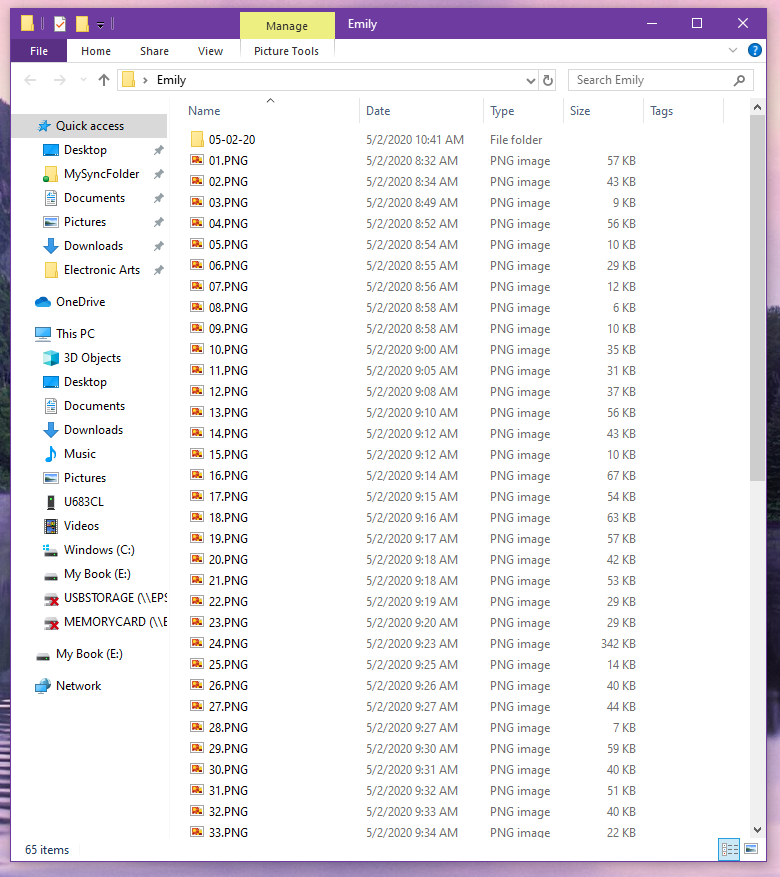 Manage Emily
File Home Share View Picture Tools
Emily Search Emily
Name Date Type Size Tags
Quick access
Desktop
MySyncFolder
Documents
Pictures
Downloads
Electronic Arts
OneDrive
This PC
3D Objects
Desktop
Documents
Downloads
Music
Pictures
U683CL
Videos
Windows (C:)
My Book (E:)
USBSTORAGE (\\EPS
MEMORYCARD (\\E
My Book (E:)
Network
05-02-20 5/2/2020 10:41 AM File folder
01.PNG 5/2/2020 8:32 AM PNG image 57 KB
02.PNG 5/2/2020 8:34 AM PNG image 43 KB
03.PNG 5/2/2020 8:49 AM PNG image 9 KB
04.PNG 5/2/2020 8:52 AM PNG image 56 KB
05.PNG 5/2/2020 8:54 AM PNG image 10 KB
06.PNG 5/2/2020 8:55 AM PNG image 29 KB
07.PNG 5/2/2020 8:56 AM PNG image 12 KB
08.PNG 5/2/2020 8:58 AM PNG image 6 KB
09.PNG 5/2/2020 8:58 AM PNG image 10 KB
10.PNG 5/2/2020 9:00 AM PNG image 35 KB
11.PNG 5/2/2020 9:05 AM PNG image 31 KB
12.PNG 5/2/2020 9:08 AM PNG image 37 KB
13.PNG 5/2/2020 9:10 AM PNG image 56 KB
14.PNG 5/2/2020 9:12 AM PNG image 43 KB
15.PNG 5/2/2020 9:12 AM PNG image 10 KB
16.PNG 5/2/2020 9:14 AM PNG image 67 KB
17.PNG 5/2/2020 9:15 AM PNG image 54 KB
18.PNG 5/2/2020 9:16 AM PNG image 63 KB
19.PNG 5/2/2020 9:17 AM PNG image 57 KB
20.PNG 5/2/2020 9:18 AM PNG image 42 KB
21.PNG 5/2/2020 9:18 AM PNG image 53 KB
22.PNG 5/2/2020 9:19 AM PNG image 29 KB
23.PNG 5/2/2020 9:20 AM PNG image 29 KB
24.PNG 5/2/2020 9:23 AM PNG image 342 KB
25.PNG 5/2/2020 9:25 AM PNG image 14 KB
26.PNG 5/2/2020 9:26 AM PNG image 40 KB
27.PNG 5/2/2020 9:27 AM PNG image 44 KB
28.PNG 5/2/2020 9:27 AM PNG image 7 KB
29.PNG 5/2/2020 9:30 AM PNG image 59 KB
30.PNG 5/2/2020 9:31 AM PNG image 40 KB
31.PNG 5/2/2020 9:32 AM PNG image 51 KB
32.PNG 5/2/2020 9:33 AM PNG image 40 KB
33.PNG 5/2/2020 9:34 AM PNG image 22 KB
65 items